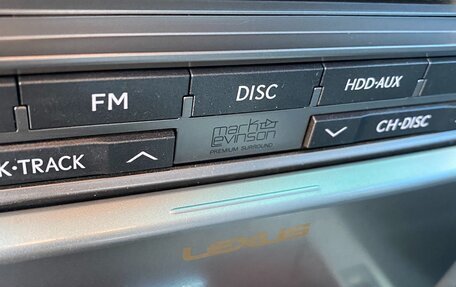 FM
DISC
HDD•AUX
K•TRACK
mark
levinson
PREMIUM SURROUND
CH•DISC
LEXUS